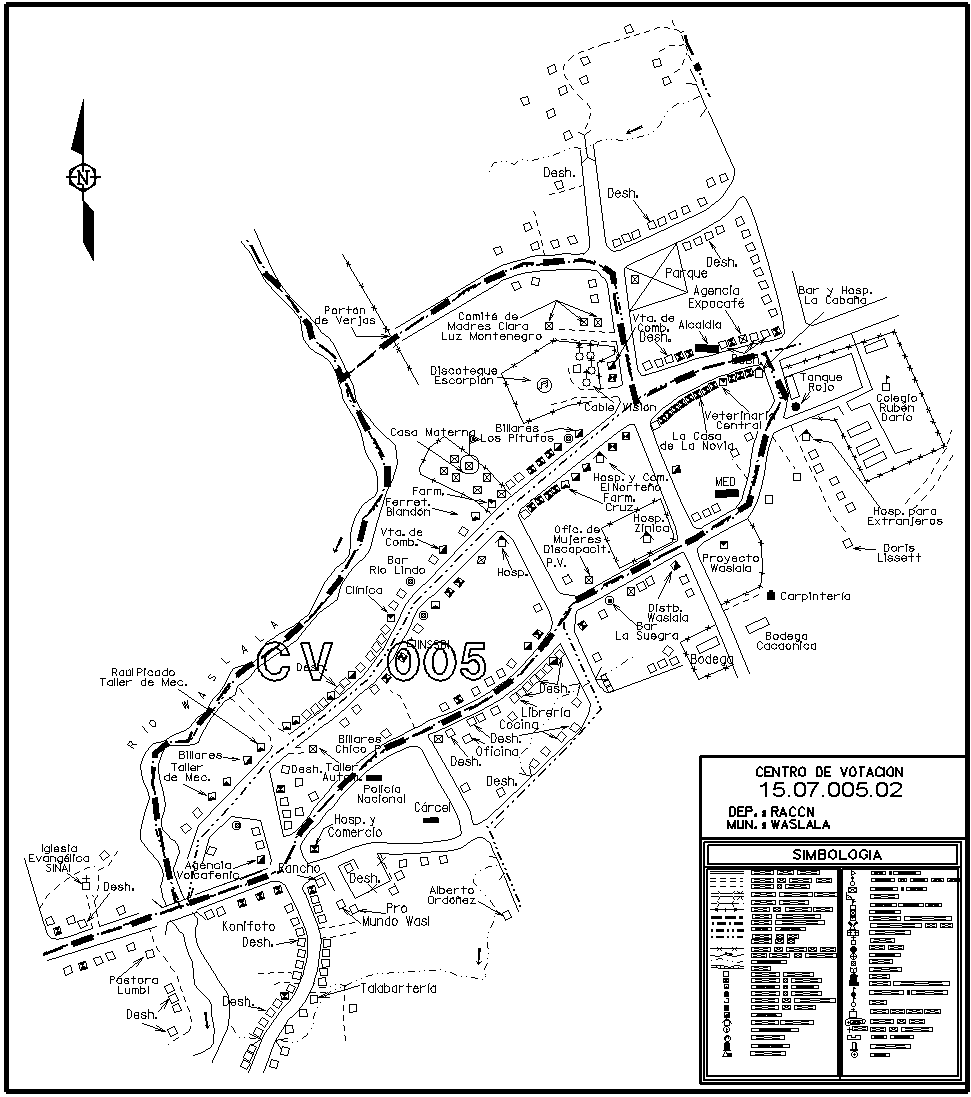 N
Desh.
Desh.
Desh.
Parque
Agencia
Expocafé
Bar y Hosp.
La Cabaña
Portón
de Verjas
Comité de
Madres Clara
Luz Montenegro
Vta. de
Comb.
Desh.
Alcaldía
Discoteque
Escorpión
Tanque
Rojo
Colegio
Rubén
Darío
Cable Visión
Veterinaria
Central
La Casa
de La Novia
Billares
Los Pitufos
Casa Materna
Hosp. y Com.
El Norteño
Farm.
Cruz
MED
Farm.
Ferret.
Blandón
Hosp. para
Extranjeros
Ofic. de
Mujeres
Discapacit.
P.V.
Hosp.
Zinica
Vta. de
Comb.
Bar
Río Lindo
Hosp.
Doris
Lissett
Proyecto
Waslala
Clínica
Distb.
Waslala
Carpintería
Bar
La Suegra
Bodega
Cacaonica
Bodega
INSSBI
CV 005
RIO WASLALA
Desh.
Raúl Picado
Taller de Mec.
Desh.
Librería
Cocina
Desh.
Oficina
Desh.
Desh.
Billares
Chico P.
Billares
Taller
de Mec.
Desh.
Taller
Autom.
Policía
Nacional
Cárcel
Hosp. y
Comercio
CENTRO DE VOTACION
15.07.005.02
DEP. : RACCN
MUN. : WASLALA
SIMBOLOGIA
Iglesia
Evangélica
SINAI
Desh.
Agencia
Volcafenic
Rancho
Desh.
Alberto
Ordóñez
Pro
Mundo Wasl
Konifoto
Desh.
Pástora
Lumbí
Desh.
Desh.
Talabartería